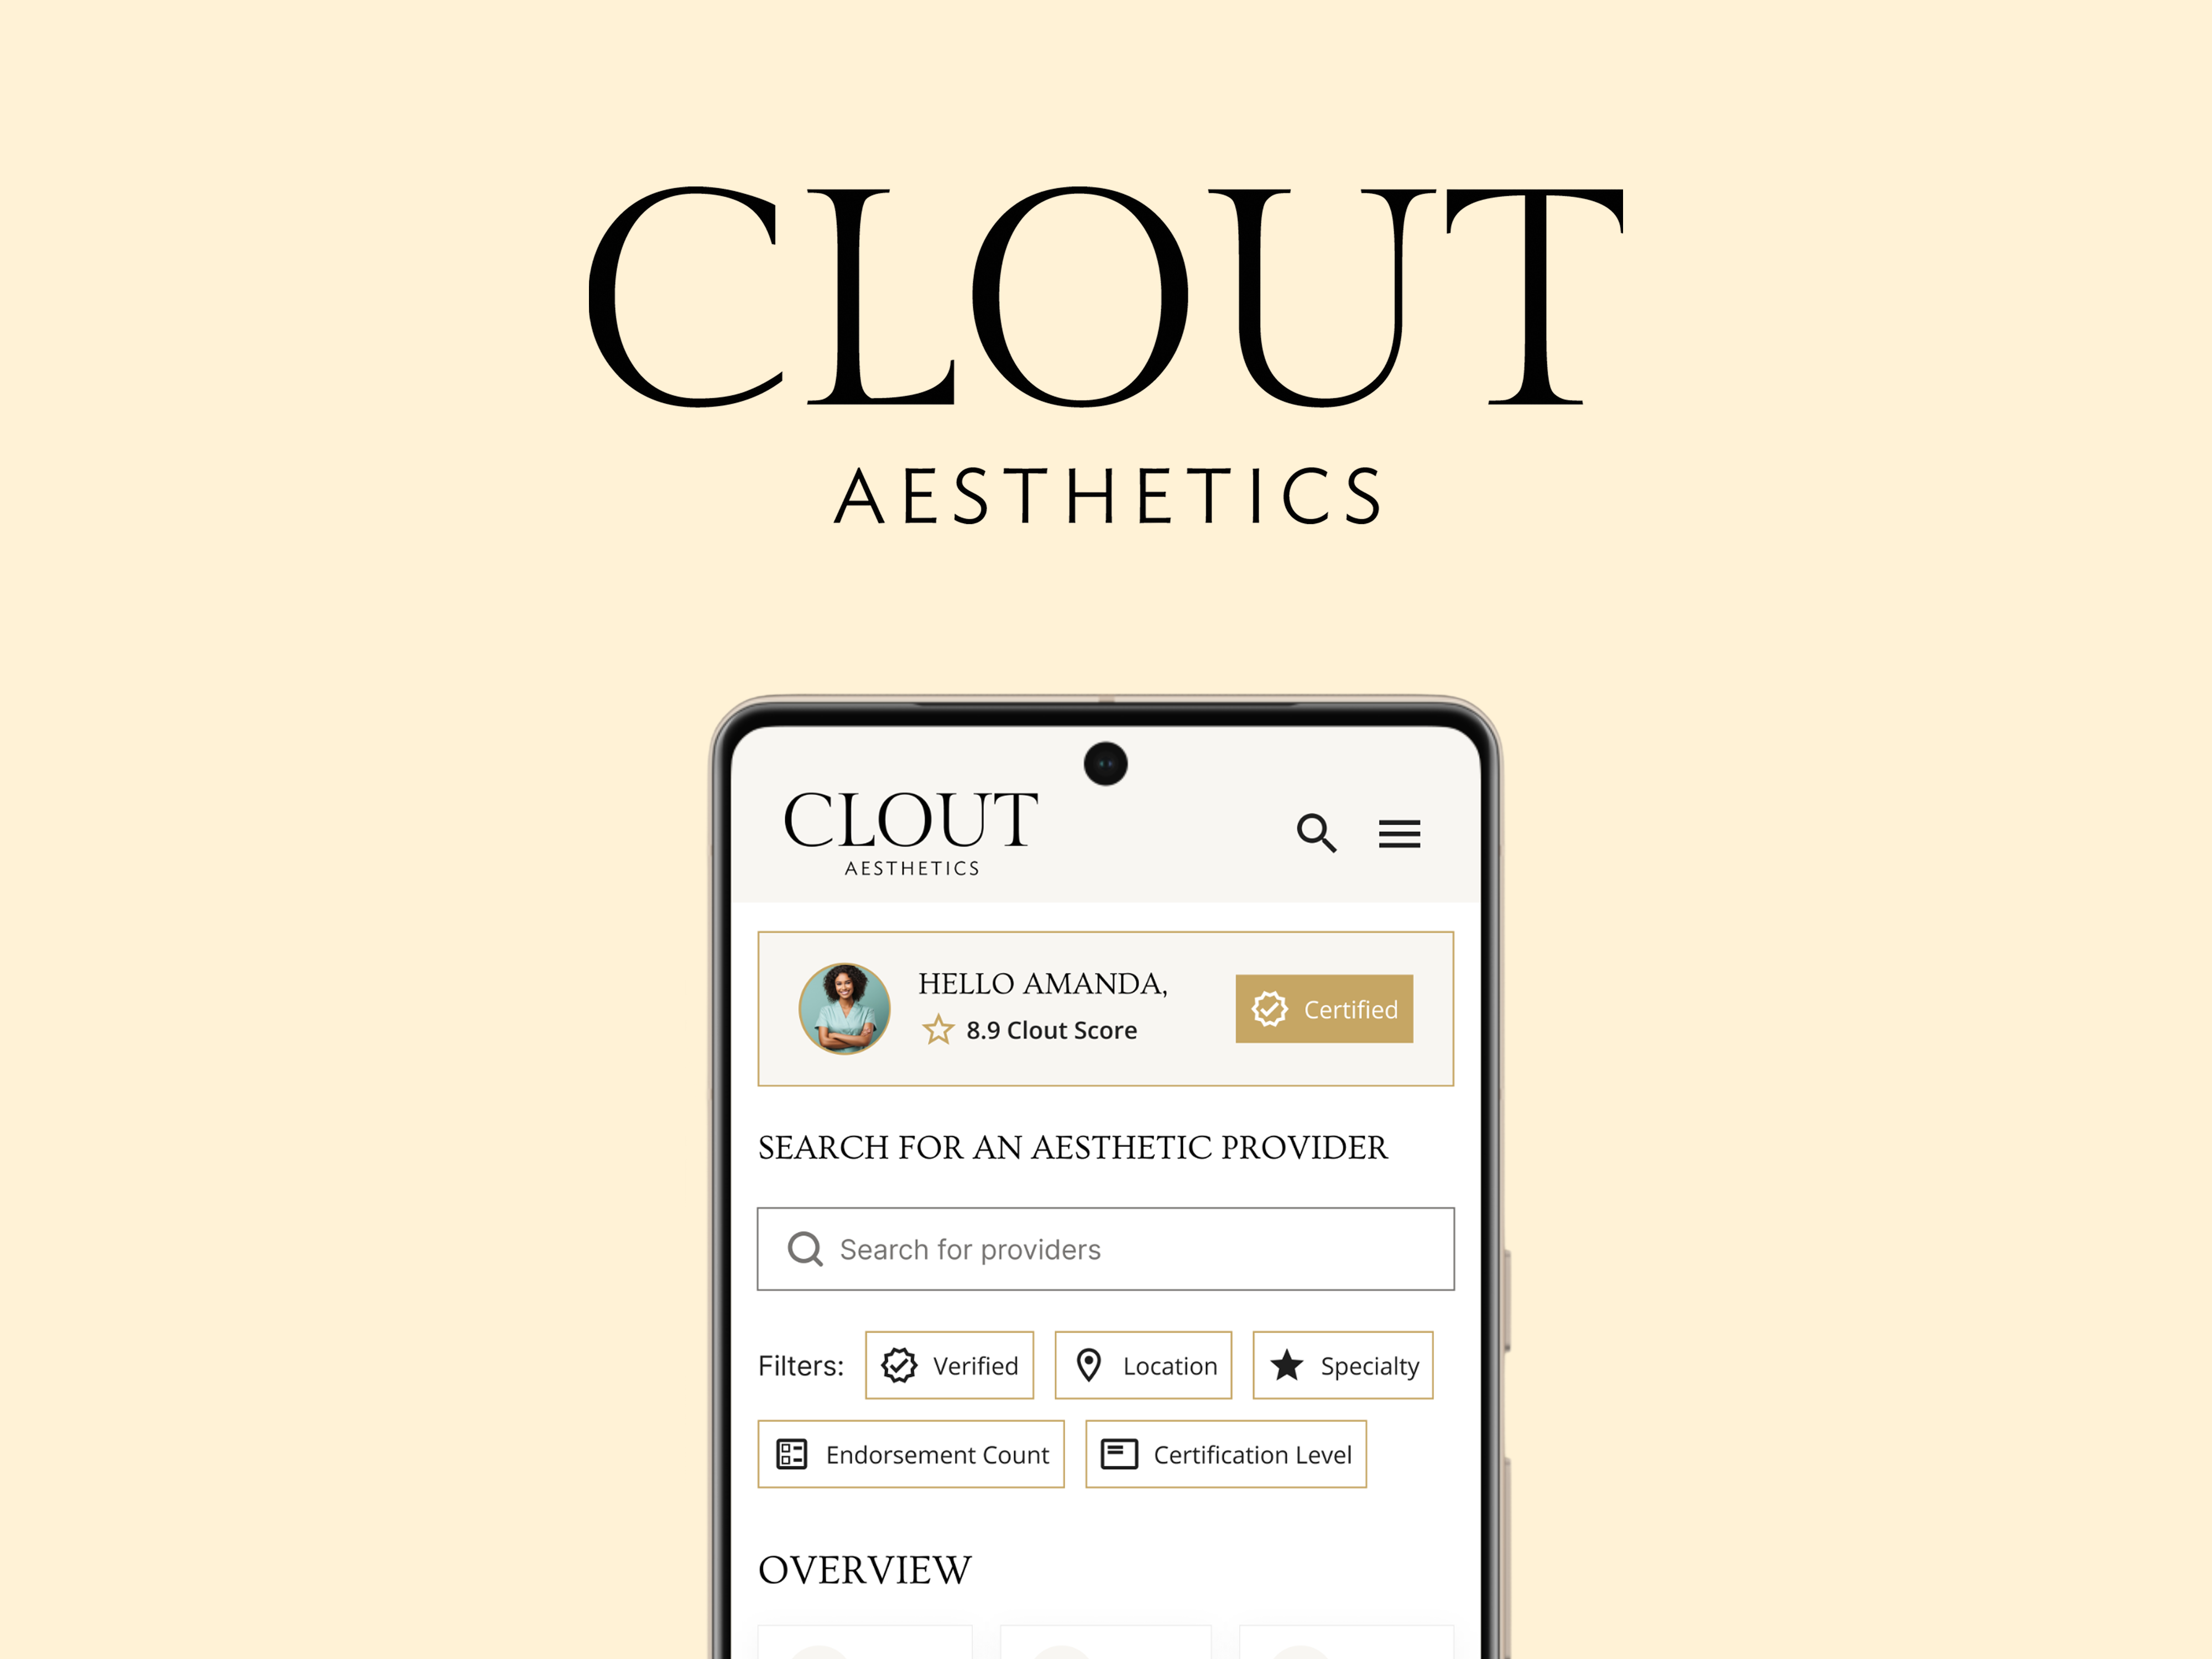 CLOUT
AESTHETICS
CLOUT
AESTHETICS
HELLO AMANDA,
8.9 Clout Score
Certified
SEARCH FOR AN AESTHETIC PROVIDER
Search for providers
Filters: Verified Location Specialty
Endorsement Count Certification Level
OVERVIEW